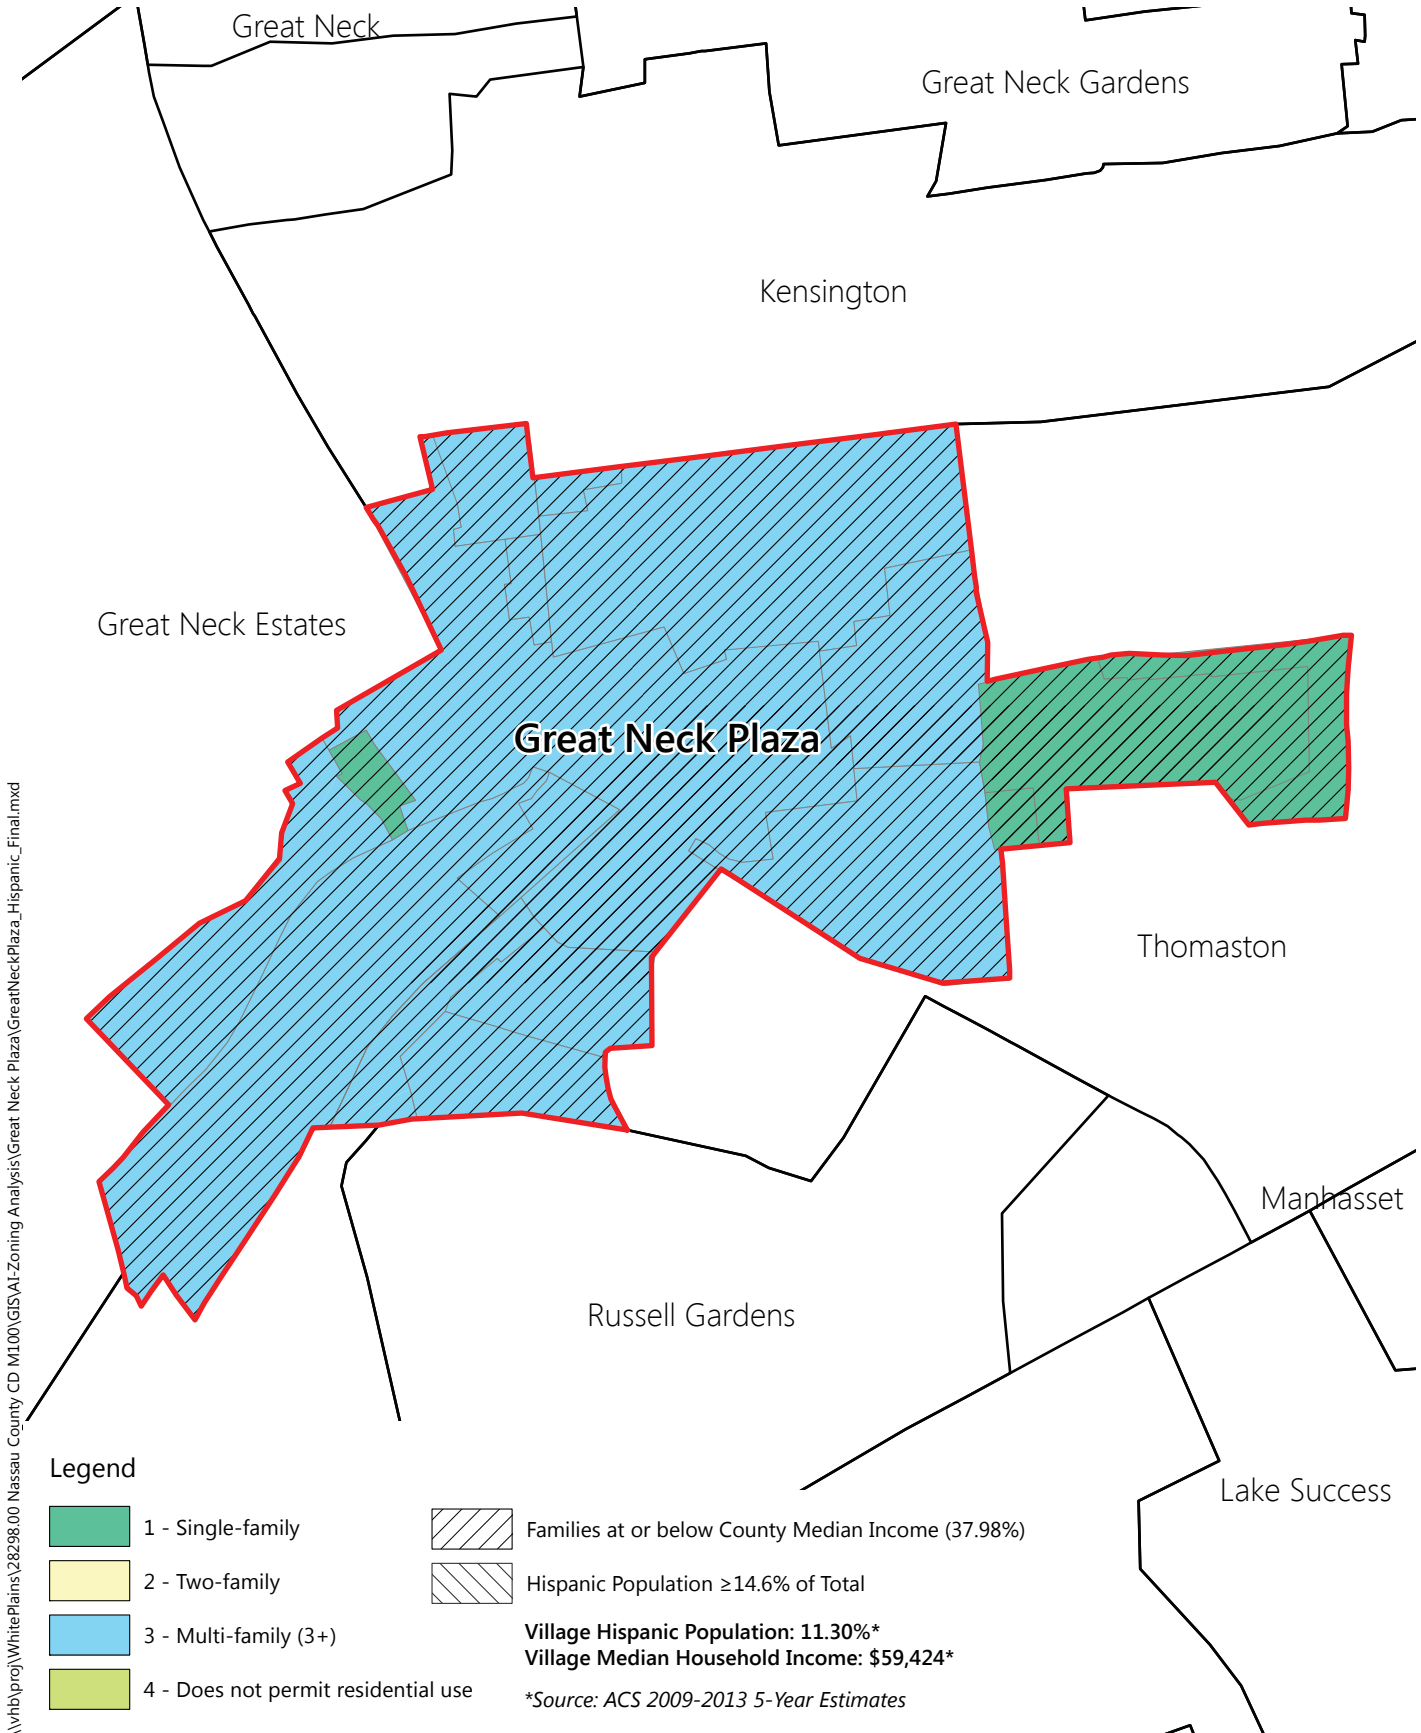 Great Neck
Great Neck Gardens
Kensington
Great Neck Estates
Great Neck Plaza
Thomaston
Manhasset
Russell Gardens
Lake Success
Legend
1 - Single-family
2 - Two-family
3 - Multi-family (3+)
4 - Does not permit residential use
Families at or below County Median Income (37.98%)
Hispanic Population ≥14.6% of Total
Village Hispanic Population: 11.30%*
Village Median Household Income: $59,424*
*Source: ACS 2009-2013 5-Year Estimates
\\vhb\proj\WhitePlains\28298.00 Nassau County CD M100\GIS\AI-Zoning Analysis\Great Neck Plaza\GreatNeckPlaza_Hispanic_Final.mxd